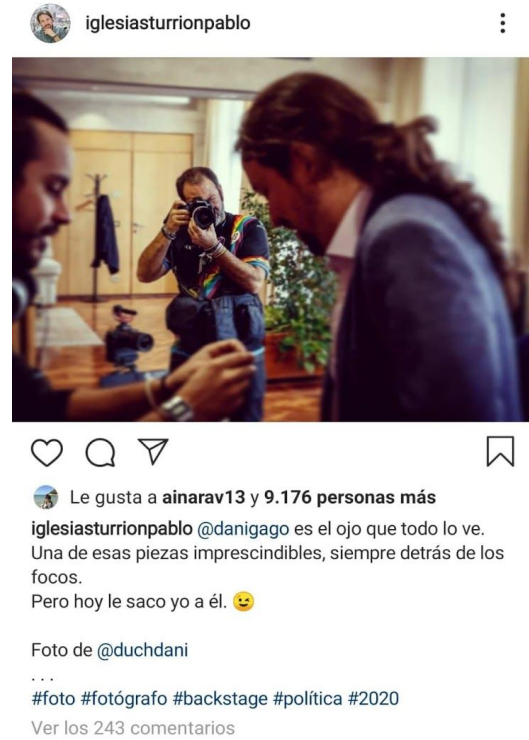 iglesiasturrionpablo
Le gusta a ainarav13 y 9.176 personas más
iglesiasturrionpablo @danigago es el ojo que todo lo ve.
Una de esas piezas imprescindibles, siempre detrás de los
focos.
Pero hoy le saco yo a él. 😉
Foto de @duchdani
. . .
#foto #fotógrafo #backstage #política #2020
Ver los 243 comentarios